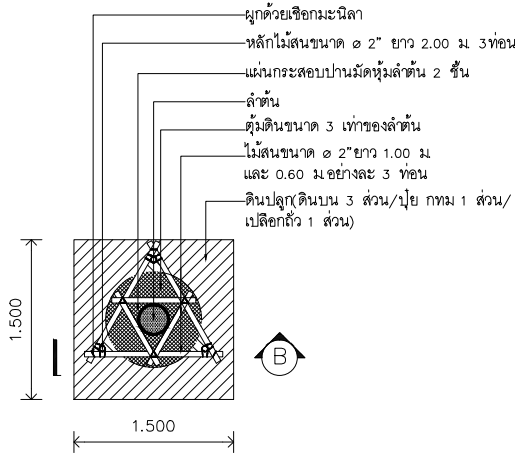 ผูกด้วยเชือกมะนิลา
หลักไม้สนขนาด ø 2" ยาว 2.00 ม. 3ท่อน
แผ่นกระสอบปานมัดหุ้มลำต้น 2 ชั้น
ลำต้น
ตุ้มดินขนาด 3 เท่าของลำต้น
ไม้สนขนาด ø 2"ยาว 1.00 ม.
และ 0.60 ม.อย่างละ 3 ท่อน
ดินปลูก(ดินบน 3 ส่วน/ปุ๋ย กทม 1 ส่วน/
เปลือกถั่ว 1 ส่วน)
1.500
B
1.500